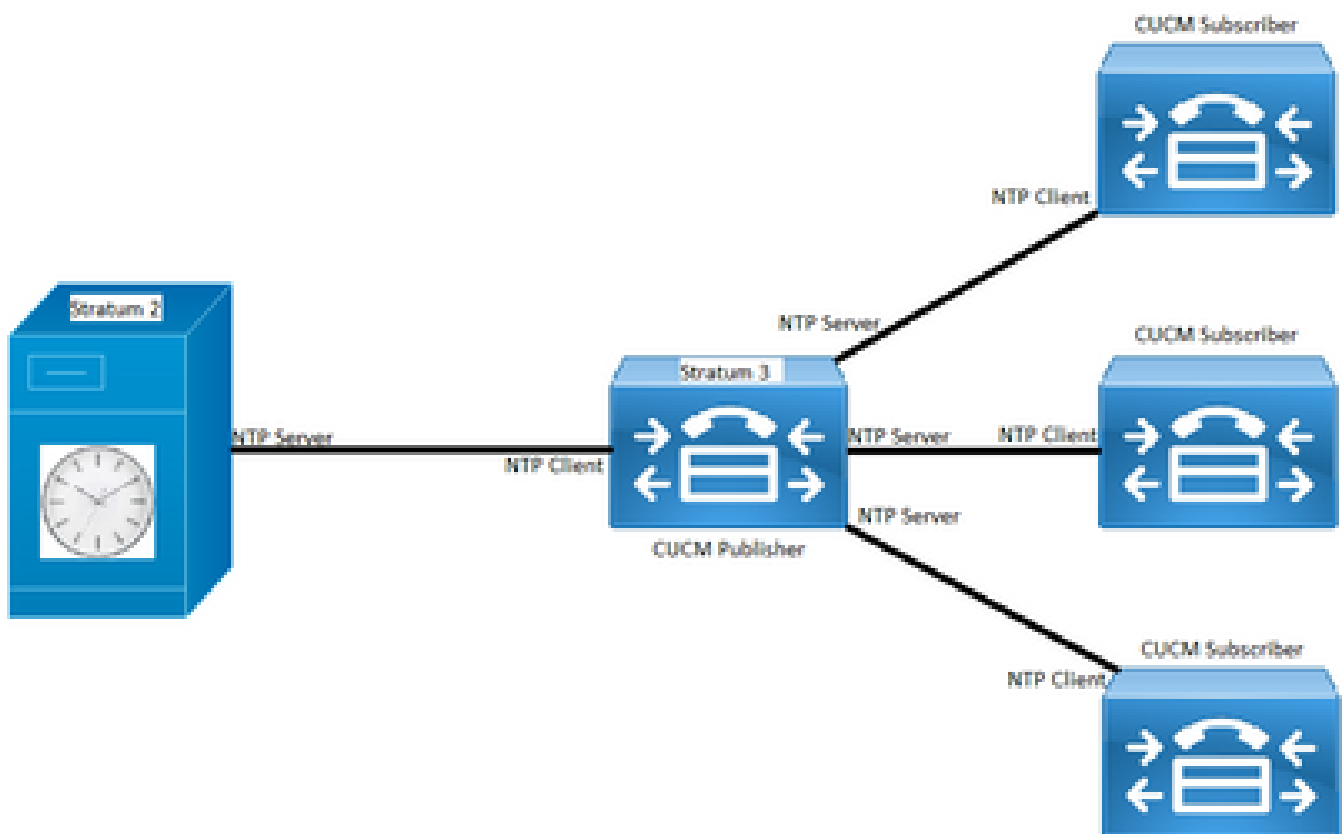 CUCM Subscriber
NTP Client
Stratum 2
NTP Server
CUCM Subscriber
Stratum 3
NTP Server
NTP Client
NTP Server
NTP Client
NTP Server
CUCM Publisher
CUCM Subscriber
NTP Client